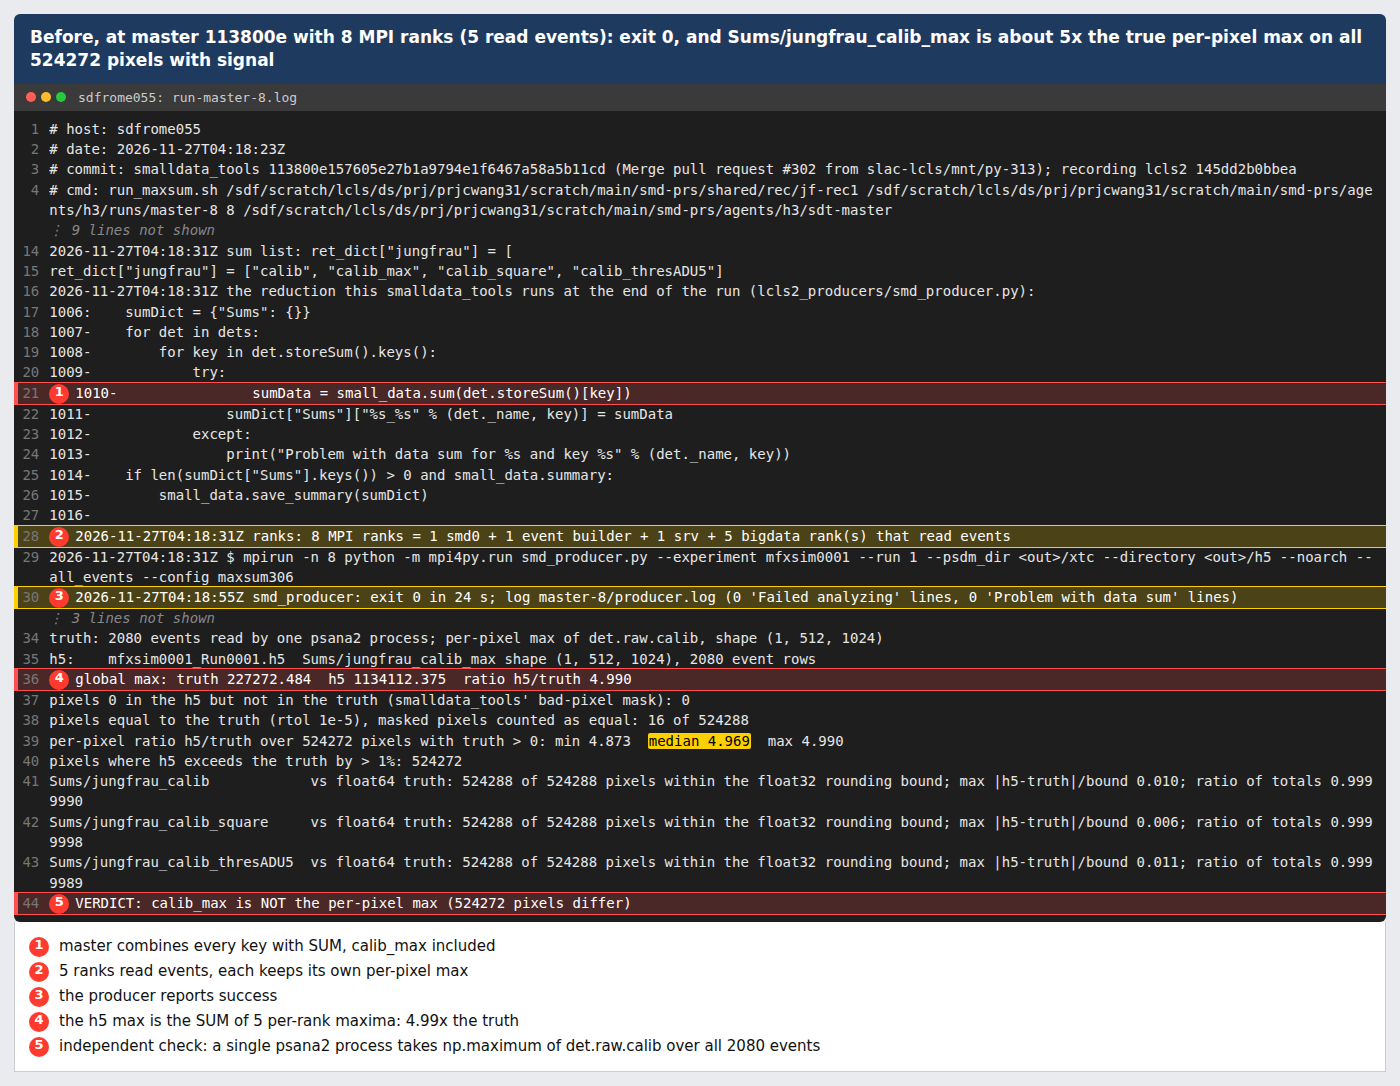 Before, at master 113800e with 8 MPI ranks (5 read events): exit 0, and Sums/jungfrau_calib_max is about 5x the true per-pixel max on all
524272 pixels with signal
sdfrome055: run-master-8.log
1 # host: sdfrome055
2 # date: 2026-11-27T04:18:23Z
3 # commit: smalldata_tools 113800e157605e27b1a9794e1f6467a58a5b11cd (Merge pull request #302 from slac-lcls/mnt/py-313); recording lcls2 145dd2b0bbea
4 # cmd: run_maxsum.sh /sdf/scratch/lcls/ds/prj/prjcwang31/scratch/main/smd-prs/shared/rec/jf-rec1 /sdf/scratch/lcls/ds/prj/prjcwang31/scratch/main/smd-prs/age
nts/h3/runs/master-8 8 /sdf/scratch/lcls/ds/prj/prjcwang31/scratch/main/smd-prs/agents/h3/sdt-master
⋮ 9 lines not shown
14 2026-11-27T04:18:31Z sum list: ret_dict["jungfrau"] = [
15 ret_dict["jungfrau"] = ["calib", "calib_max", "calib_square", "calib_thresADU5"]
16 2026-11-27T04:18:31Z the reduction this smalldata_tools runs at the end of the run (lcls2_producers/smd_producer.py):
17 1006:    sumDict = {"Sums": {}}
18 1007-    for det in dets:
19 1008-        for key in det.storeSum().keys():
20 1009-            try:
21 1 1010-                sumData = small_data.sum(det.storeSum()[key])
22 1011-                sumDict["Sums"]["%s_%s" % (det._name, key)] = sumData
23 1012-            except:
24 1013-                print("Problem with data sum for %s and key %s" % (det._name, key))
25 1014-    if len(sumDict["Sums"].keys()) > 0 and small_data.summary:
26 1015-        small_data.save_summary(sumDict)
27 1016-
28 2 2026-11-27T04:18:31Z ranks: 8 MPI ranks = 1 smd0 + 1 event builder + 1 srv + 5 bigdata rank(s) that read events
29 2026-11-27T04:18:31Z $ mpirun -n 8 python -m mpi4py.run smd_producer.py --experiment mfxsim0001 --run 1 --psdm_dir <out>/xtc --directory <out>/h5 --noarch --
all_events --config maxsum306
30 3 2026-11-27T04:18:55Z smd_producer: exit 0 in 24 s; log master-8/producer.log (0 'Failed analyzing' lines, 0 'Problem with data sum' lines)
⋮ 3 lines not shown
34 truth: 2080 events read by one psana2 process; per-pixel max of det.raw.calib, shape (1, 512, 1024)
35 h5:    mfxsim0001_Run0001.h5  Sums/jungfrau_calib_max shape (1, 512, 1024), 2080 event rows
36 4 global max: truth 227272.484  h5 1134112.375  ratio h5/truth 4.990
37 pixels 0 in the h5 but not in the truth (smalldata_tools' bad-pixel mask): 0
38 pixels equal to the truth (rtol 1e-5), masked pixels counted as equal: 16 of 524288
39 per-pixel ratio h5/truth over 524272 pixels with truth > 0: min 4.873  median 4.969  max 4.990
40 pixels where h5 exceeds the truth by > 1%: 524272
41 Sums/jungfrau_calib            vs float64 truth: 524288 of 524288 pixels within the float32 rounding bound; max |h5-truth|/bound 0.010; ratio of totals 0.999
9990
42 Sums/jungfrau_calib_square     vs float64 truth: 524288 of 524288 pixels within the float32 rounding bound; max |h5-truth|/bound 0.006; ratio of totals 0.999
9998
43 Sums/jungfrau_calib_thresADU5  vs float64 truth: 524288 of 524288 pixels within the float32 rounding bound; max |h5-truth|/bound 0.011; ratio of totals 0.999
9989
44 5 VERDICT: calib_max is NOT the per-pixel max (524272 pixels differ)
1 master combines every key with SUM, calib_max included
2 5 ranks read events, each keeps its own per-pixel max
3 the producer reports success
4 the h5 max is the SUM of 5 per-rank maxima: 4.99x the truth
5 independent check: a single psana2 process takes np.maximum of det.raw.calib over all 2080 events